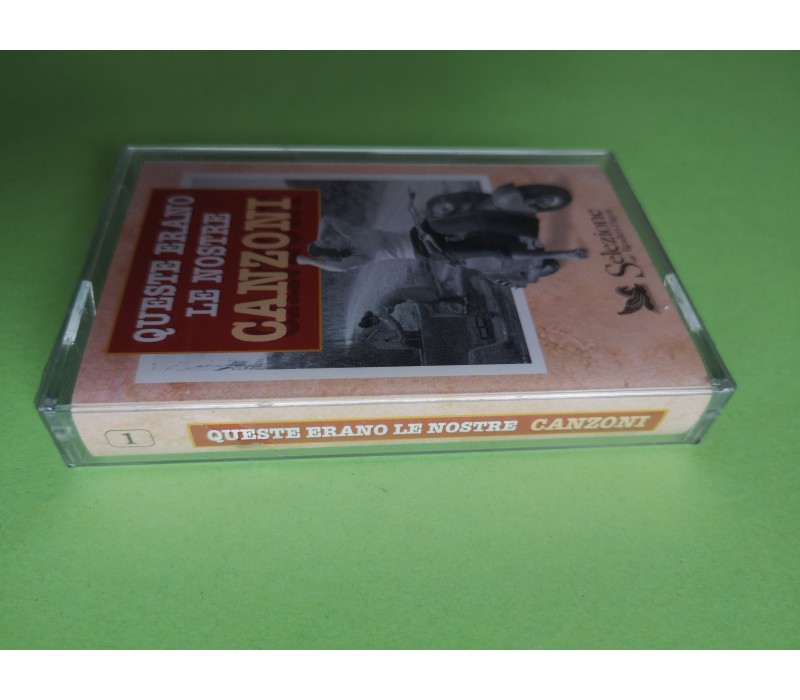 QUESTE ERANO
LE NOSTRE
CANZONI
Selezione
1
QUESTE ERANO LE NOSTRE CANZONI